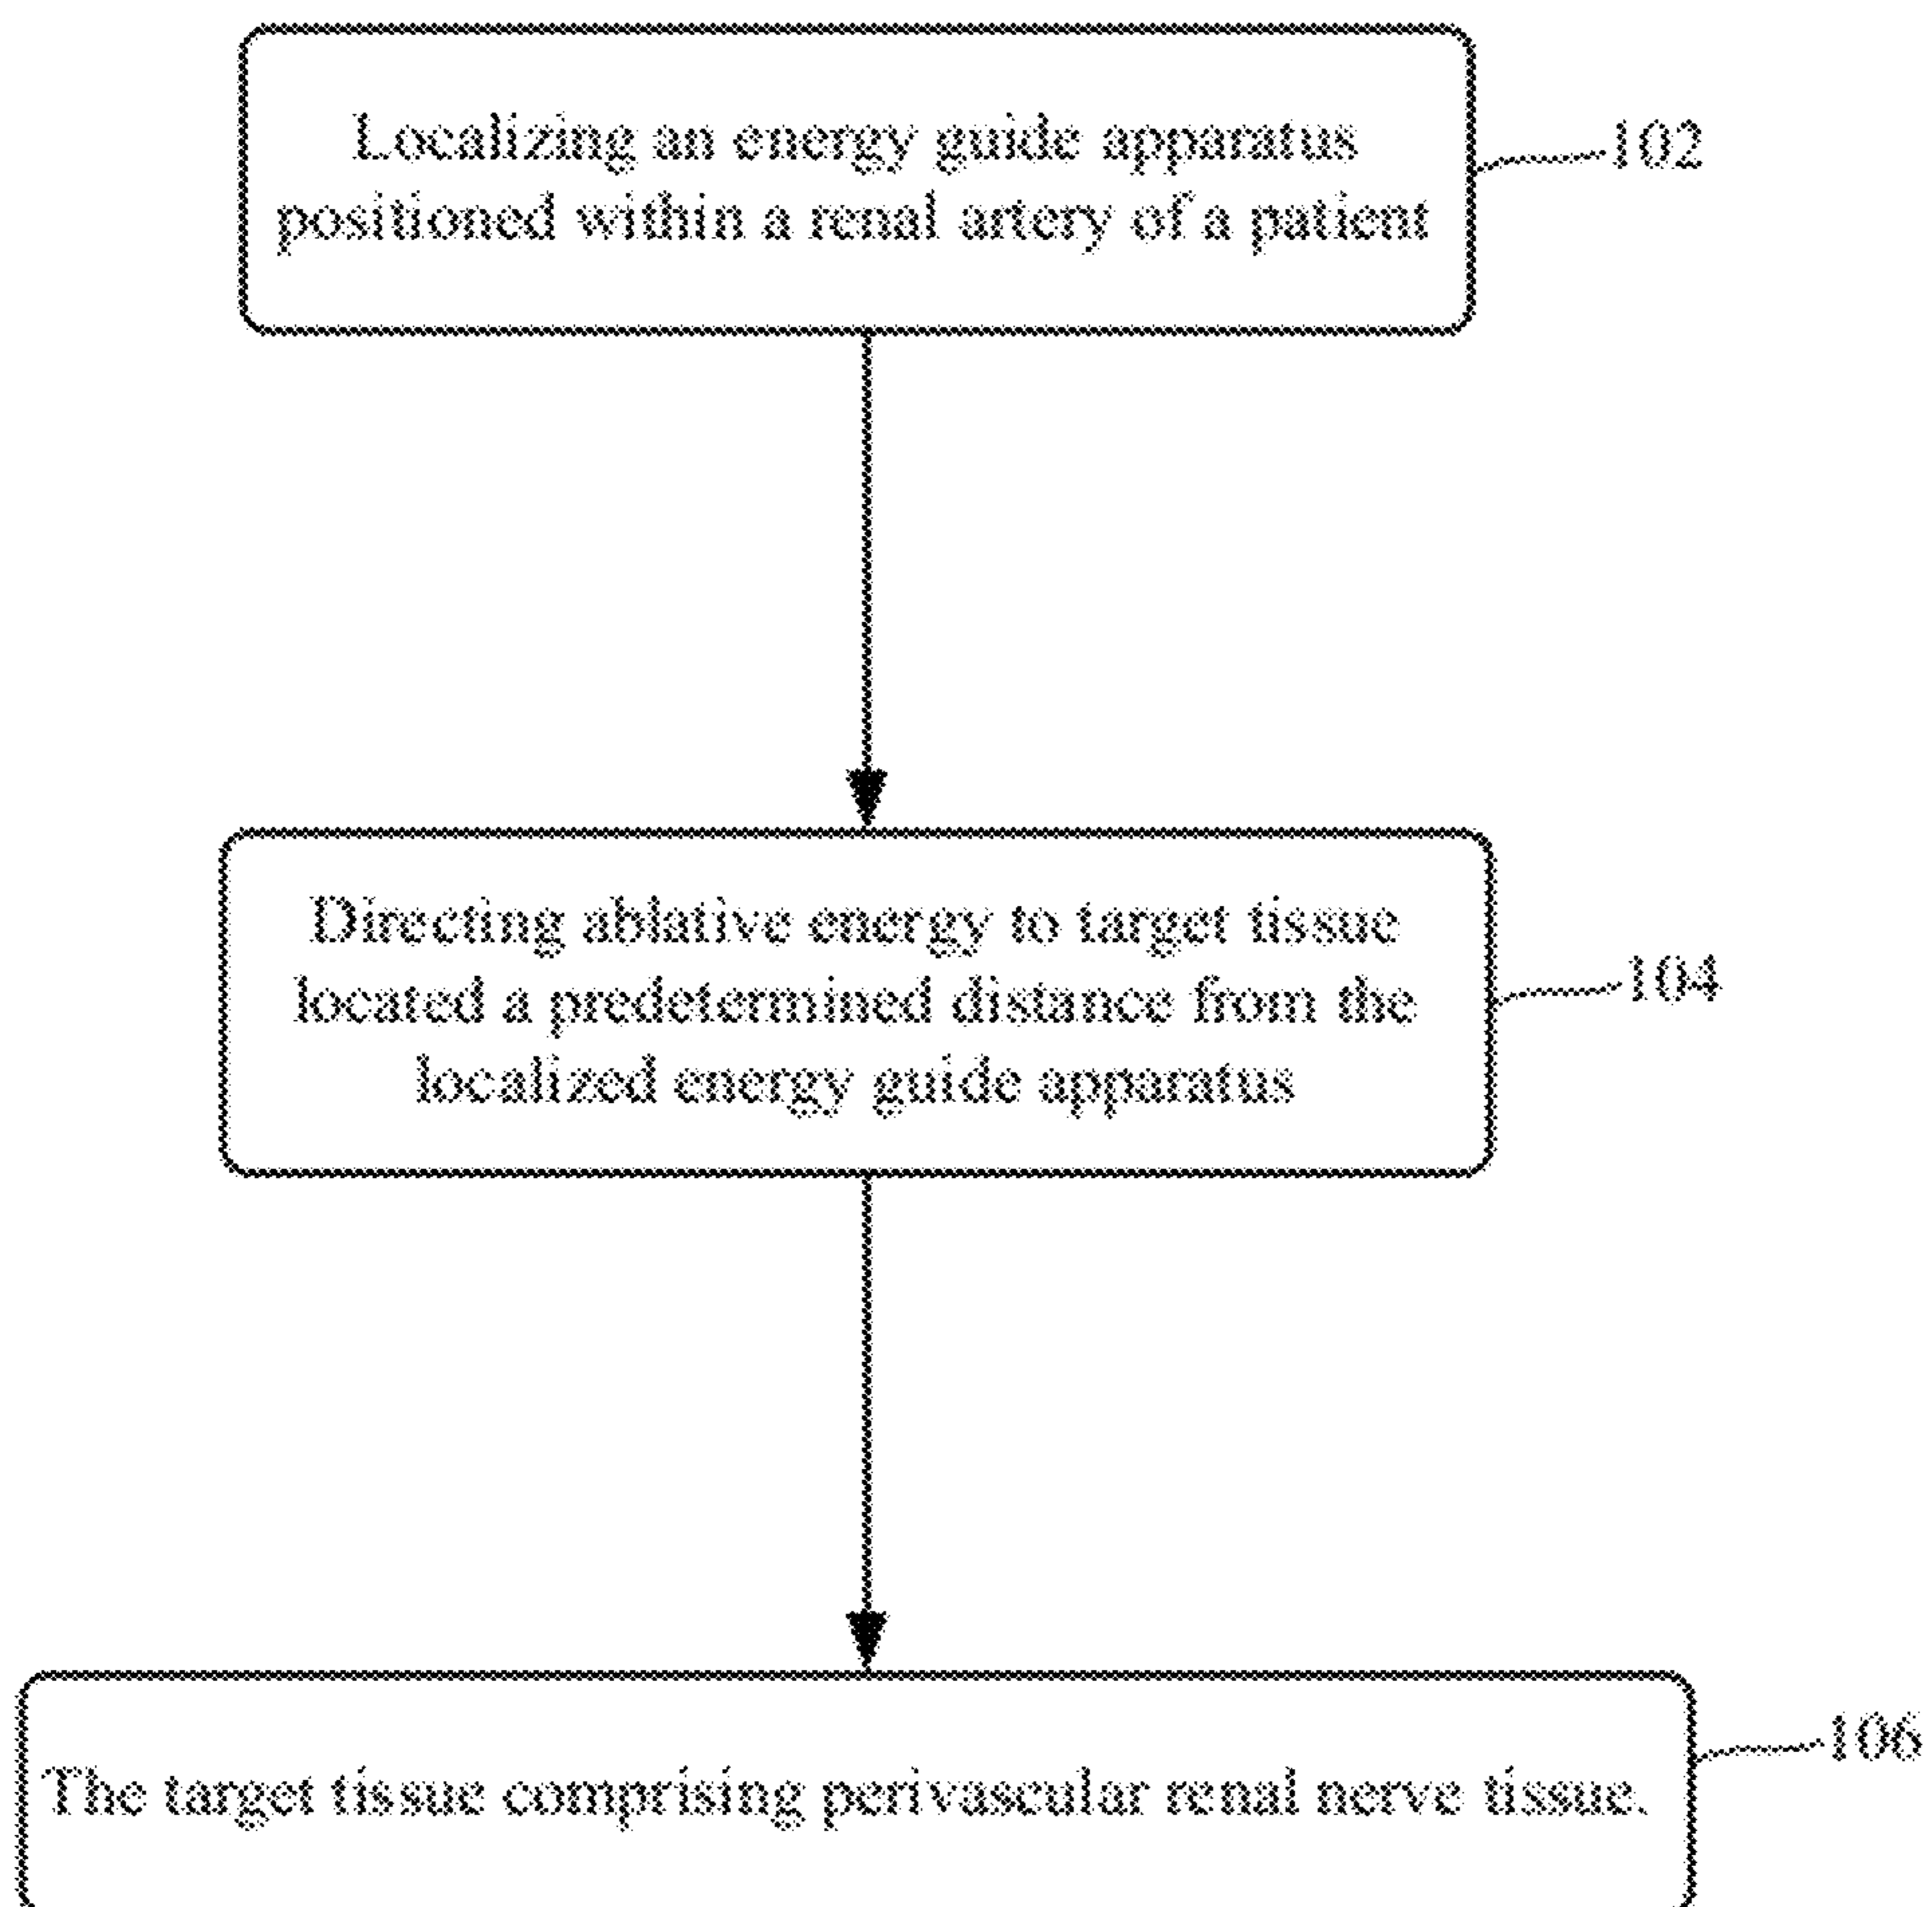 Localizing an energy guide apparatus
positioned within a renal artery of a patient
102
Directing ablative energy to target tissue
located a predetermined distance from the
localized energy guide apparatus
104
The target tissue comprising perivascular renal nerve tissue.
106